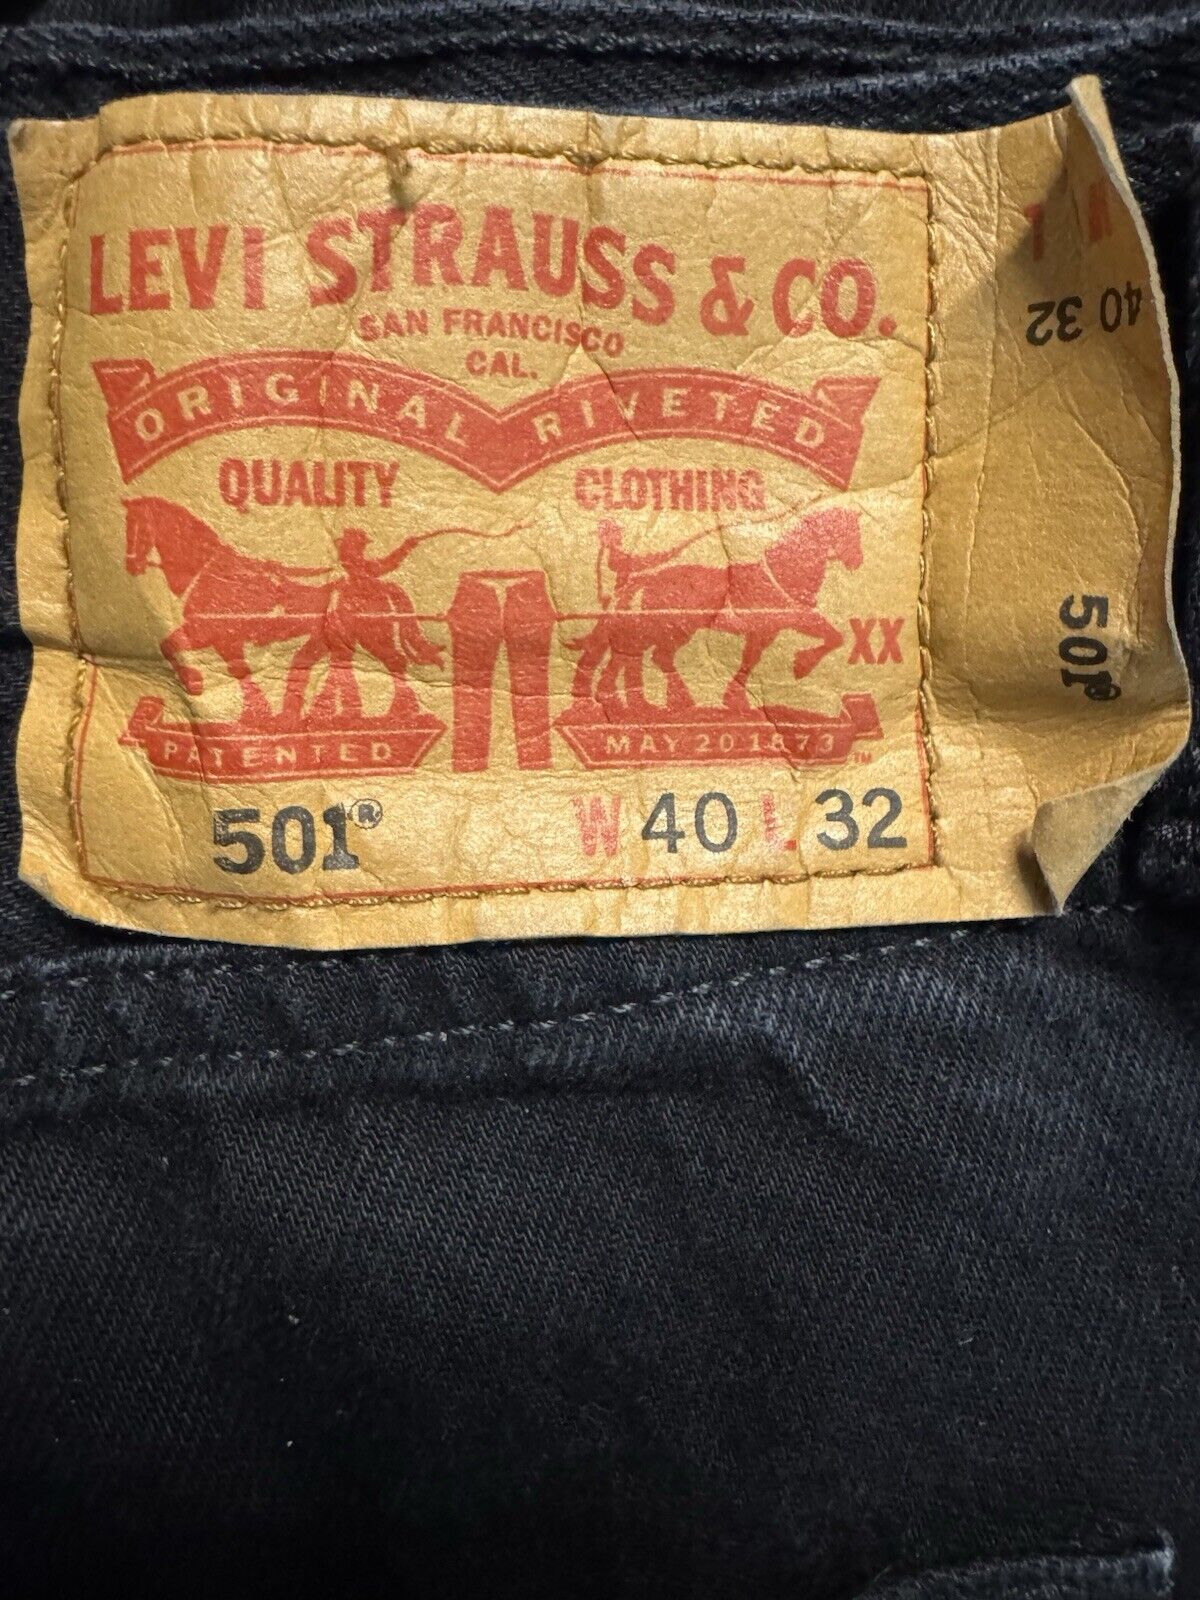 LEVI STRAUSS & CO.
SAN FRANCISCO
CAL.
ORIGINAL RIVETED
QUALITY CLOTHING
XX
PATENTED MAY 20 1873 ™
501® W 40 L 32
W L
40 32
501®